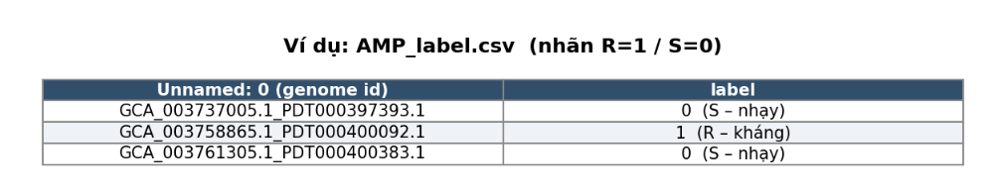 Ví dụ: AMP_label.csv (nhãn R=1 / S=0)
Unnamed: 0 (genome id) label
GCA_003737005.1_PDT000397393.1 0 (S – nhạy)
GCA_003758865.1_PDT000400092.1 1 (R – kháng)
GCA_003761305.1_PDT000400383.1 0 (S – nhạy)